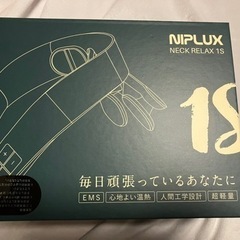 NIPLUX
NECK RELAX 1S
1S
毎日頑張っているあなたに
EMS 心地よい温熱 人間工学設計 超軽量